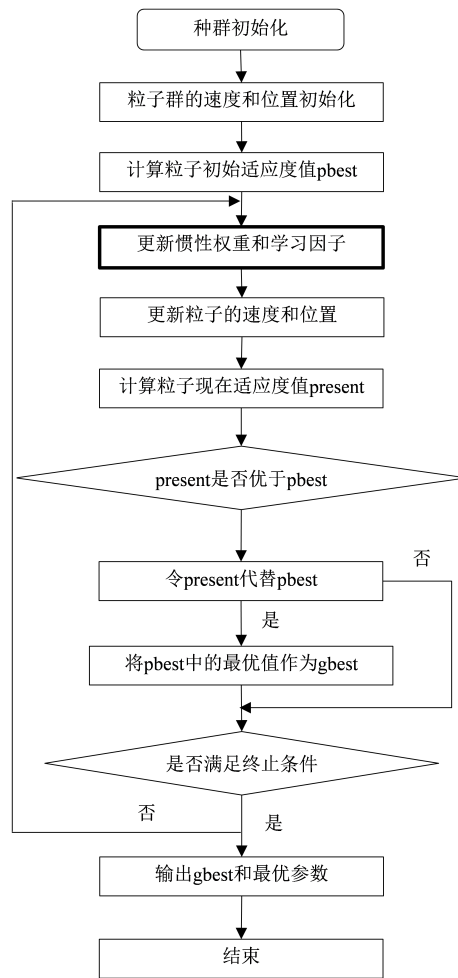 种群初始化
粒子群的速度和位置初始化
计算粒子初始适应度值pbest
更新惯性权重和学习因子
更新粒子的速度和位置
计算粒子现在适应度值present
present是否优于pbest
否
令present代替pbest
是
将pbest中的最优值作为gbest
是否满足终止条件
否
是
输出gbest和最优参数
结束